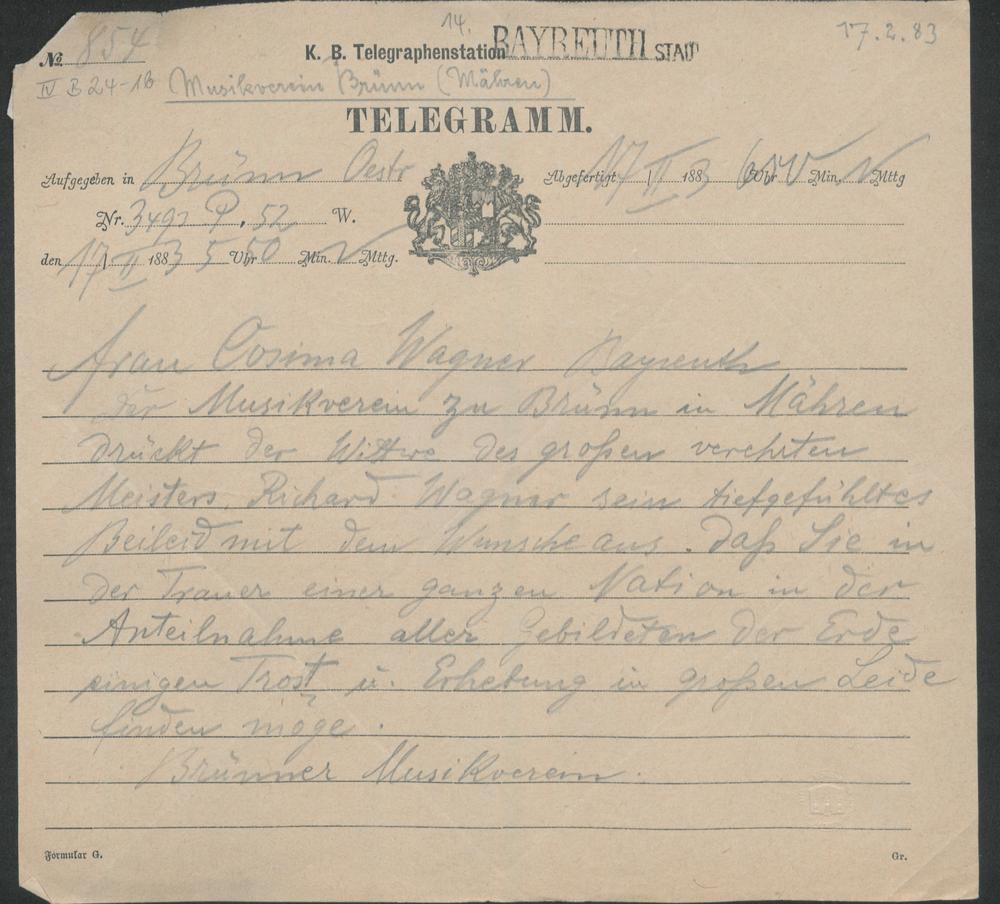 14.
17.2.83
№ 854
K. B. Telegraphenstation BAYREUTH STADT
IV B 24-16 Musikverein Brünn (Mähren)
TELEGRAMM.
Aufgegeben in Brünn Oestr
Abgefertigt 17/II 1883 Uhr Min. Mttg
Nr. 3492 P. 52 W.
den 17/II 1883 5 Uhr 50 Min. Mttg.
Frau Cosima Wagner Bayreuth
Der Musikverein zu Brünn in Mähren
drückt der Wittwe des großen verehrten
Meisters Richard Wagner sein tiefgefühltes
Beileid mit dem Wunsche aus. daß Sie in
der Trauer einer ganzen Nation in der
Anteilnahme aller Gebildeten der Erde
einigen Trost u. Erhebung in großen Leide
finden möge.
Brünner Musikverein.
Formular G.
Gr.